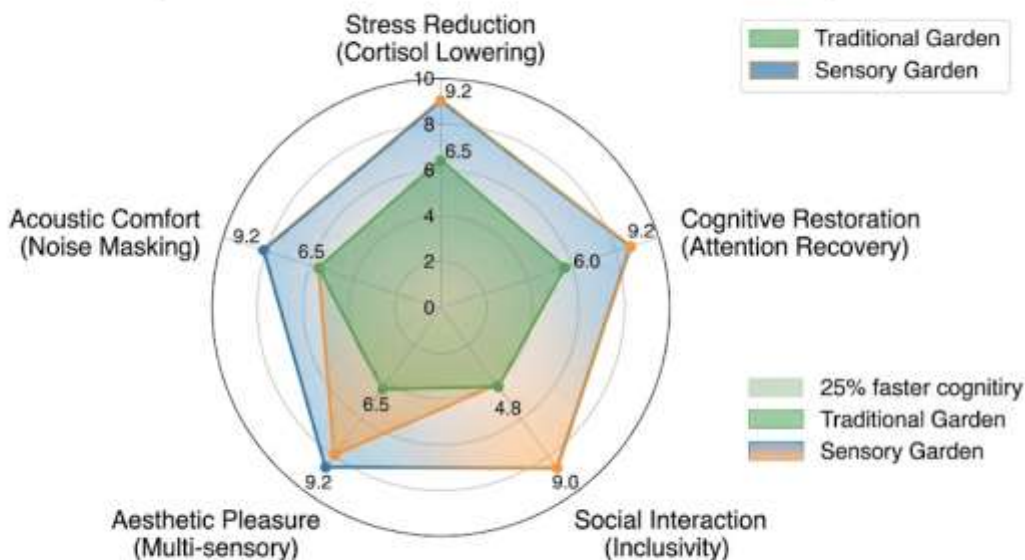 Stress Reduction
(Cortisol Lowering)
Traditional Garden
Sensory Garden
10
9.2
8
6.5
6
Acoustic Comfort
(Noise Masking)
9.2
6.5
4
2
0
6.0
9.2
Cognitive Restoration
(Attention Recovery)
6.5
4.8
25% faster cognitiry
Traditional Garden
Sensory Garden
9.2
9.0
Aesthetic Pleasure
(Multi-sensory)
Social Interaction
(Inclusivity)